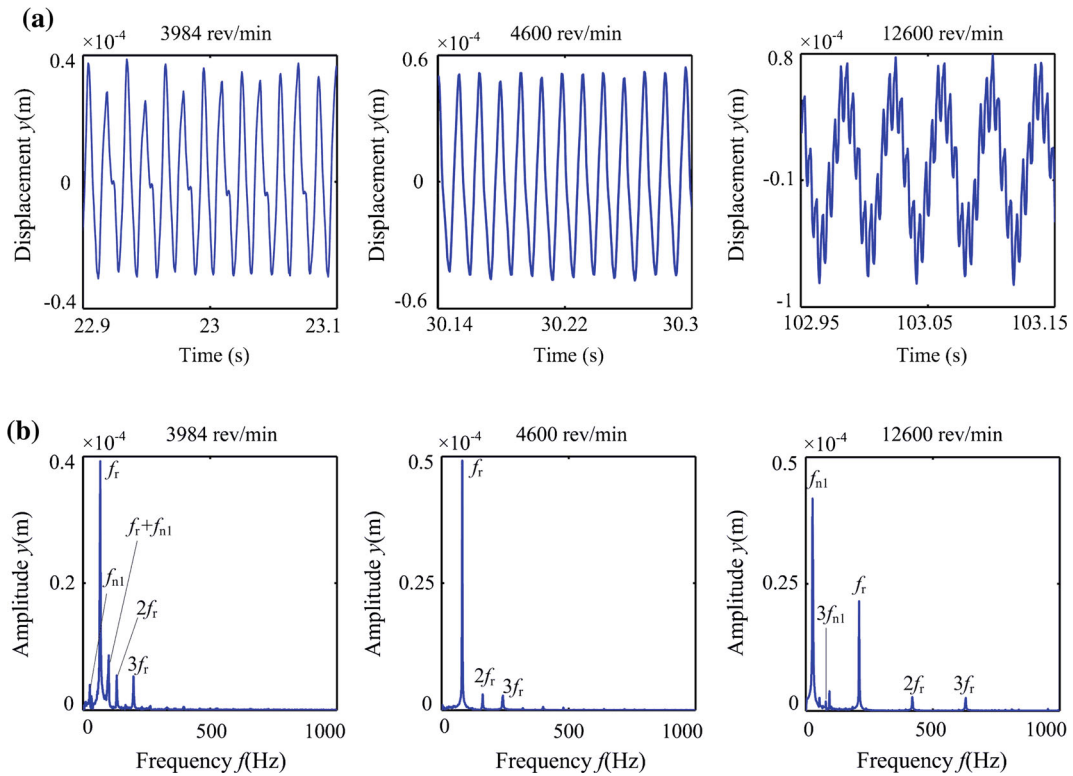 (a)
3984 rev/min
×10-4
0.4
0
-0.4
22.9 23 23.1
Displacement y(m)
Time (s)
4600 rev/min
×10-4
0.6
0
-0.6
30.14 30.22 30.3
Displacement y(m)
Time (s)
12600 rev/min
×10-4
0.8
-0.1
-1
102.95 103.05 103.15
Displacement y(m)
Time (s)
(b)
3984 rev/min
×10-4
0.4
0.2
0
0 500 1000
Amplitude y(m)
Frequency f(Hz)
fr
fr+fn1
fn1
2fr
3fr
4600 rev/min
×10-4
0.5
0.25
0
0 500 1000
Amplitude y(m)
Frequency f(Hz)
fr
2fr
3fr
12600 rev/min
×10-4
0.5
0.25
0
0 500 1000
Amplitude y(m)
Frequency f(Hz)
fn1
3fn1
fr
2fr
3fr